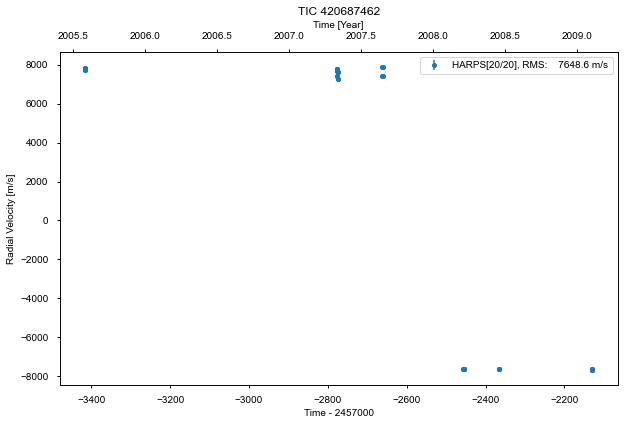 TIC 420687462
Time [Year]
2005.5 2006.0 2006.5 2007.0 2007.5 2008.0 2008.5 2009.0
HARPS[20/20], RMS: 7648.6 m/s
8000
6000
4000
2000
0
−2000
−4000
−6000
−8000
Radial Velocity [m/s]
−3400 −3200 −3000 −2800 −2600 −2400 −2200
Time - 2457000